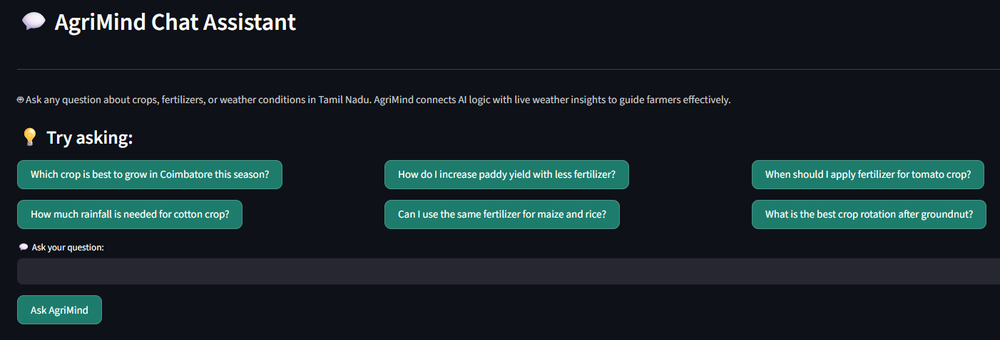 AgriMind Chat Assistant
Ask any question about crops, fertilizers, or weather conditions in Tamil Nadu. AgriMind connects AI logic with live weather insights to guide farmers effectively.
Try asking:
Which crop is best to grow in Coimbatore this season?
How do I increase paddy yield with less fertilizer?
When should I apply fertilizer for tomato crop?
How much rainfall is needed for cotton crop?
Can I use the same fertilizer for maize and rice?
What is the best crop rotation after groundnut?
Ask your question:
Ask AgriMind